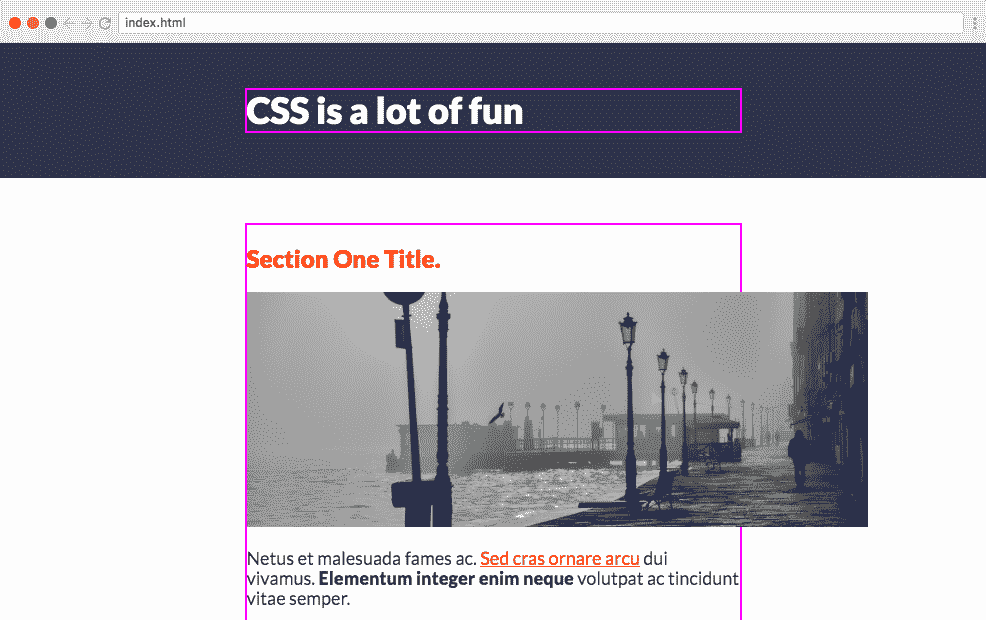 index.html
CSS is a lot of fun
Section One Title.
Netus et malesuada fames ac. Sed cras ornare arcu dui
vivamus. Elementum integer enim neque volutpat ac tincidunt
vitae semper.